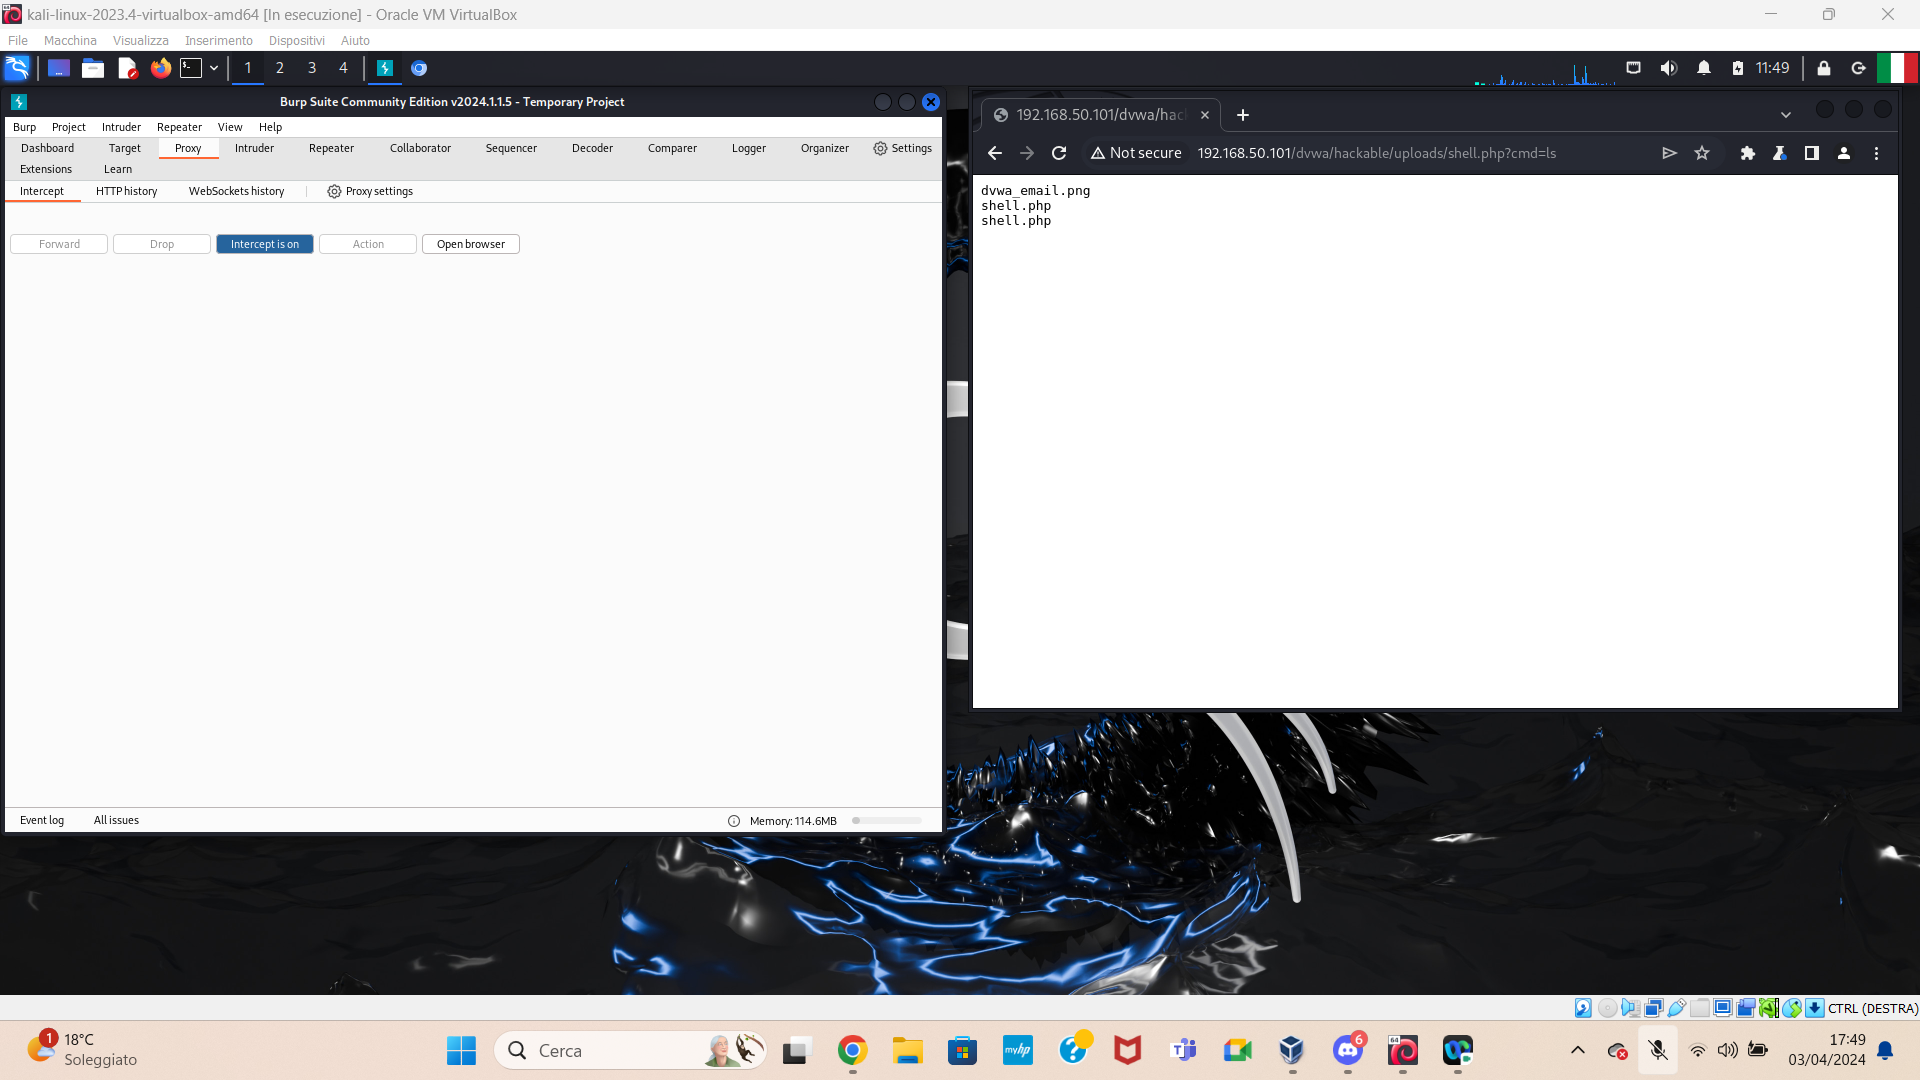 kali-linux-2023.4-virtualbox-amd64 [In esecuzione] - Oracle VM VirtualBox
File Macchina Visualizza Inserimento Dispositivi Aiuto
1 2 3 4 11:49
Burp Suite Community Edition v2024.1.1.5 - Temporary Project
Burp Project Intruder Repeater View Help
Dashboard Target Proxy Intruder Repeater Collaborator Sequencer Decoder Comparer Logger Organizer Settings
Extensions Learn
Intercept HTTP history WebSockets history Proxy settings
Forward Drop Intercept is on Action Open browser
Event log All issues Memory: 114.6MB
192.168.50.101/dvwa/hac
Not secure 192.168.50.101/dvwa/hackable/uploads/shell.php?cmd=ls
dvwa_email.png
shell.php
shell.php
CTRL (DESTRA)
1 18°C
Soleggiato
Cerca
myhp
6
64
17:49
03/04/2024